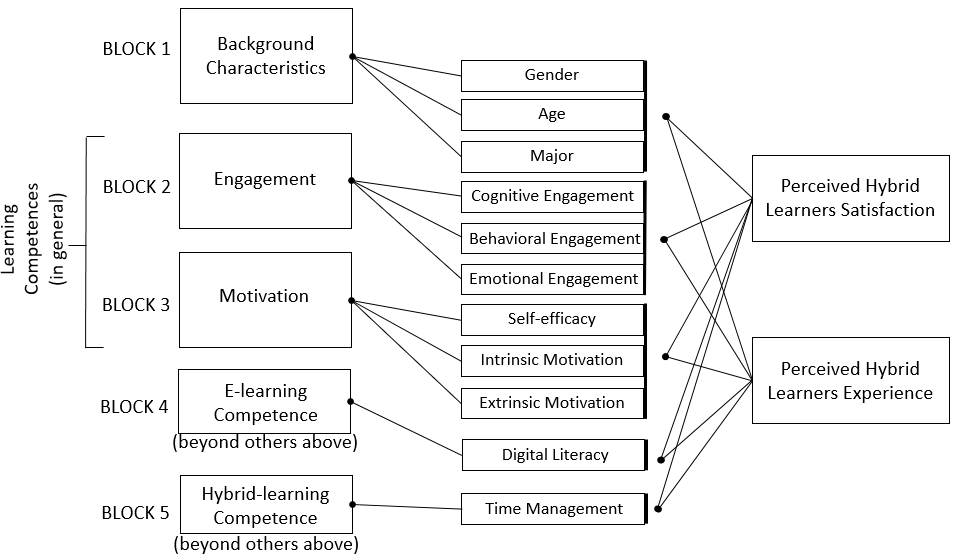 BLOCK 1
Background
Characteristics
Gender
Age
Major
Learning
Competences
(in general)
BLOCK 2
Engagement
Cognitive Engagement
Behavioral Engagement
Emotional Engagement
BLOCK 3
Motivation
Self-efficacy
Intrinsic Motivation
Extrinsic Motivation
BLOCK 4
E-learning
Competence
(beyond others above)
Digital Literacy
BLOCK 5
Hybrid-learning
Competence
(beyond others above)
Time Management
Perceived Hybrid
Learners Satisfaction
Perceived Hybrid
Learners Experience